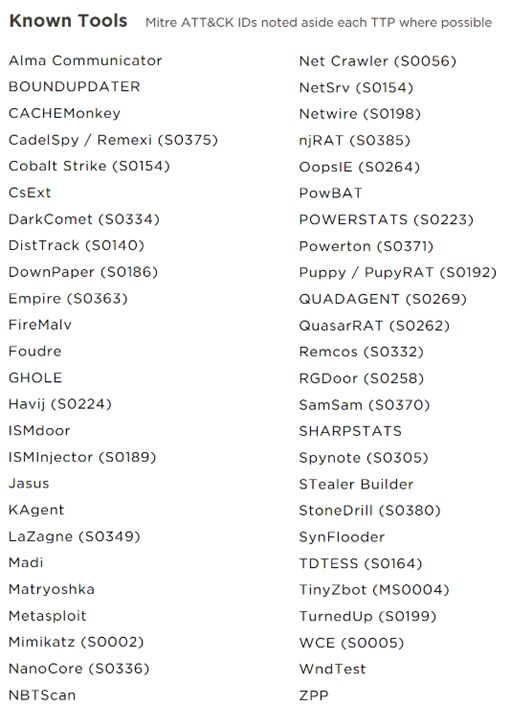 Known Tools Mitre ATT&CK IDs noted aside each TTP where possible
Alma Communicator
BOUNDUPDATER
CACHEMonkey
CadelSpy / Remexi (S0375)
Cobalt Strike (S0154)
CsExt
DarkComet (S0334)
DistTrack (S0140)
DownPaper (S0186)
Empire (S0363)
FireMalv
Foudre
GHOLE
Havij (S0224)
ISMdoor
ISMInjector (S0189)
Jasus
KAgent
LaZagne (S0349)
Madi
Matryoshka
Metasploit
Mimikatz (S0002)
NanoCore (S0336)
NBTScan
Net Crawler (S0056)
NetSrv (S0154)
Netwire (S0198)
njRAT (S0385)
OopsIE (S0264)
PowBAT
POWERSTATS (S0223)
Powerton (S0371)
Puppy / PupyRAT (S0192)
QUADAGENT (S0269)
QuasarRAT (S0262)
Remcos (S0332)
RGDoor (S0258)
SamSam (S0370)
SHARPSTATS
Spynote (S0305)
STealer Builder
StoneDrill (S0380)
SynFlooder
TDTESS (S0164)
TinyZbot (MS0004)
TurnedUp (S0199)
WCE (S0005)
WndTest
ZPP